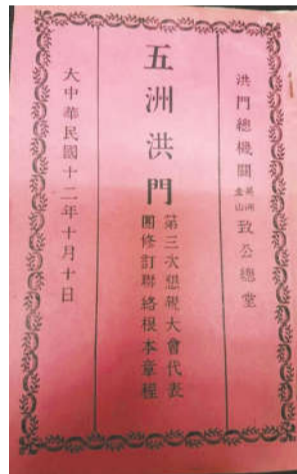 洪門總機關美洲金山致公總堂
五洲洪門
第三次懇親大會代表
團修訂聯絡根本章程
大中華民國十二年十月十日